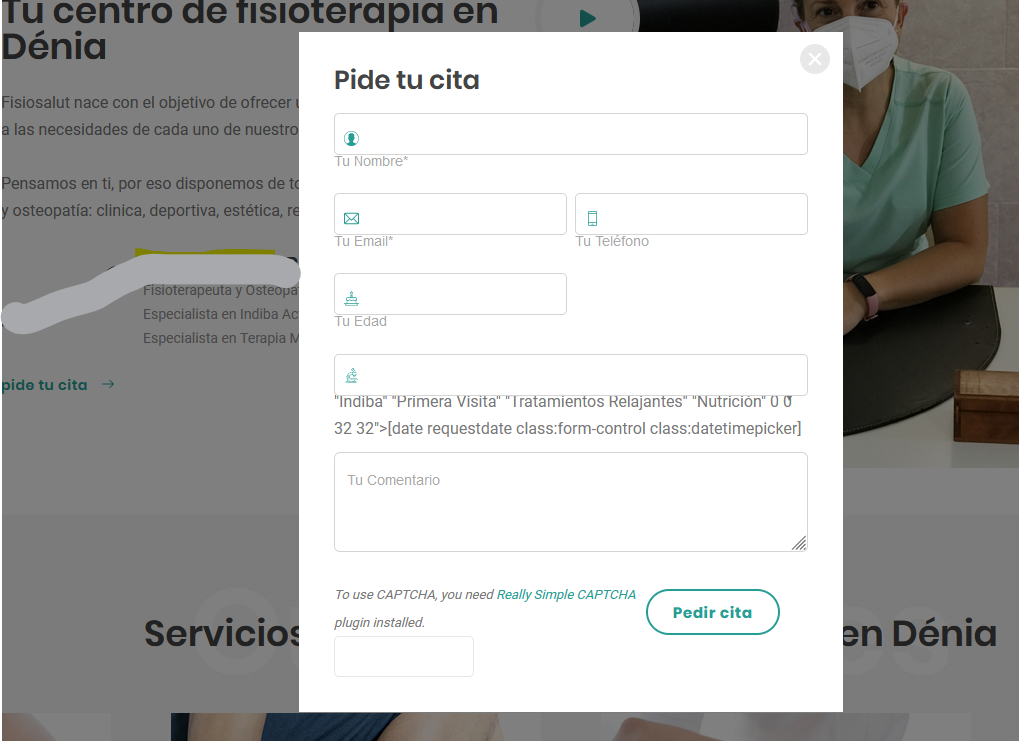 Tu centro de fisioterapia en
Dénia
Fisiosalut nace con el objetivo de ofrecer
a las necesidades de cada uno de nuestro
Pensamos en ti, por eso disponemos de
y osteopatía: clinica, deportiva, estética,
Fisioterapeuta y Osteopa
Especialista en Indiba Ac
Especialista en Terapia M
pide tu cita
Pide tu cita
Tu Nombre*
Tu Email* Tu Teléfono
Tu Edad
"Indiba" "Primera Visita" "Tratamientos Relajantes" "Nutrición" 0 0
32 32">[date requestdate class:form-control class:datetimepicker]
Tu Comentario
To use CAPTCHA, you need Really Simple CAPTCHA
plugin installed.
Pedir cita
Servicios en Dénia